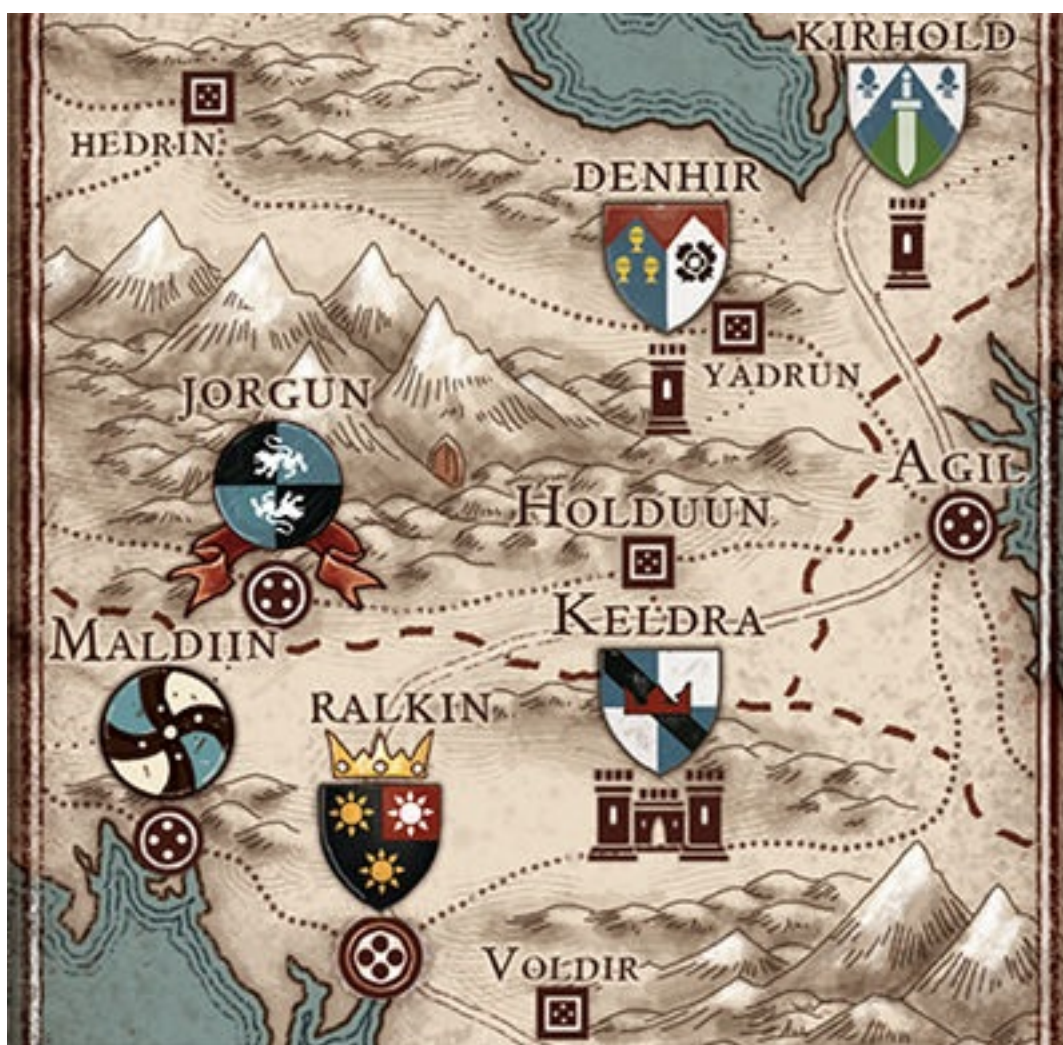 KIRHOLD
HEDRIN
DENHIR
YADRUN
JORGUN
AGIL
HOLDUUN
KELDRA
MALDIIN
RALKIN
VOLDIR